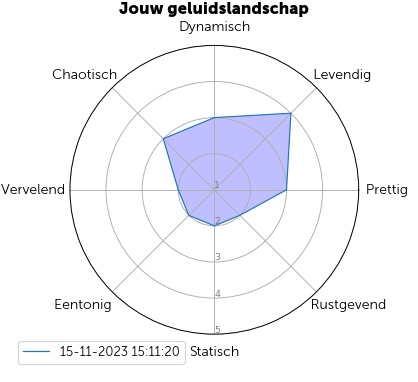 Jouw geluidslandschap
Dynamisch
Chaotisch
Levendig
Vervelend
1
Prettig
2
3
4
Eentonig
Rustgevend
5
15-11-2023 15:11:20
Statisch